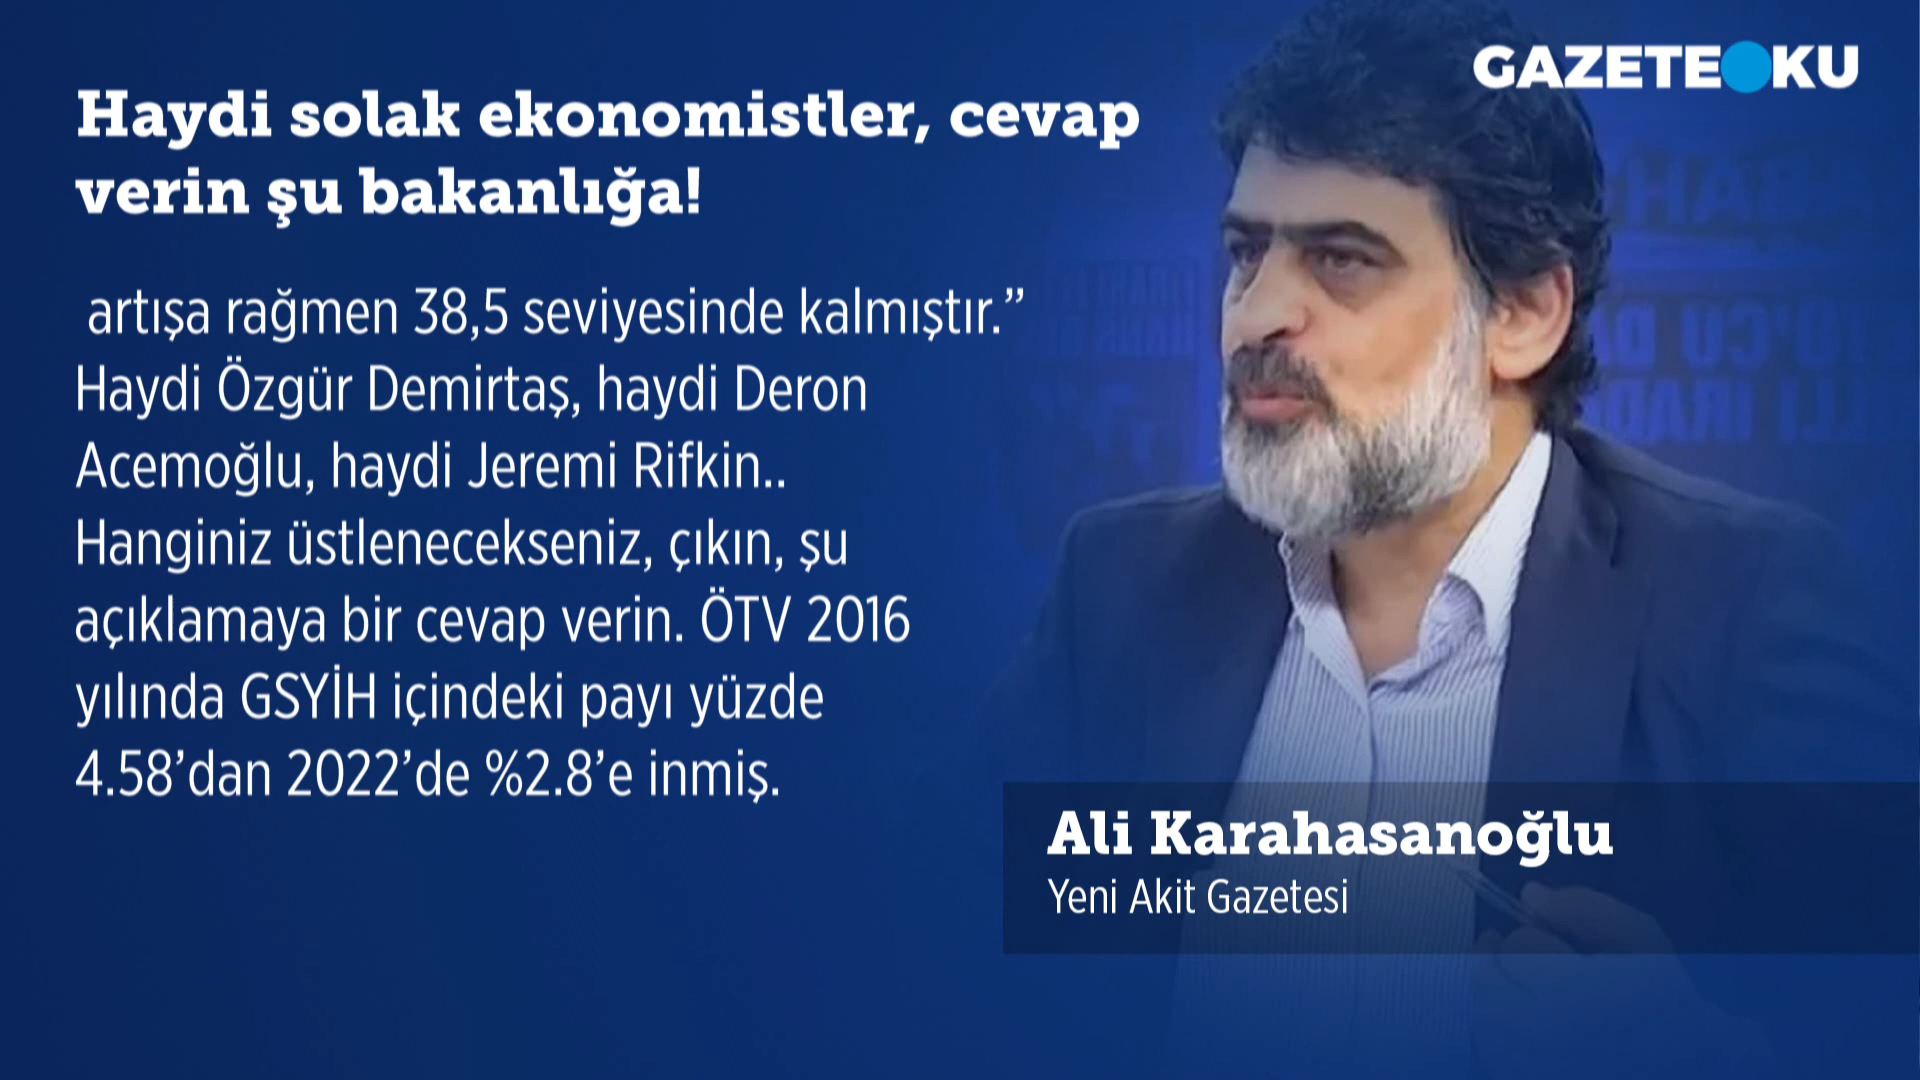 GAZETE KU
Haydi solak ekonomistler, cevap
verin şu bakanlığa!
artışa rağmen 38,5 seviyesinde kalmıştır.”
Haydi Özgür Demirtaş, haydi Deron
Acemoğlu, haydi Jeremi Rifkin..
Hanginiz üstlenecekseniz, çıkın, şu
açıklamaya bir cevap verin. ÖTV 2016
yılında GSYİH içindeki payı yüzde
4.58’dan 2022’de %2.8’e inmiş.
Ali Karahasanoğlu
Yeni Akit Gazetesi